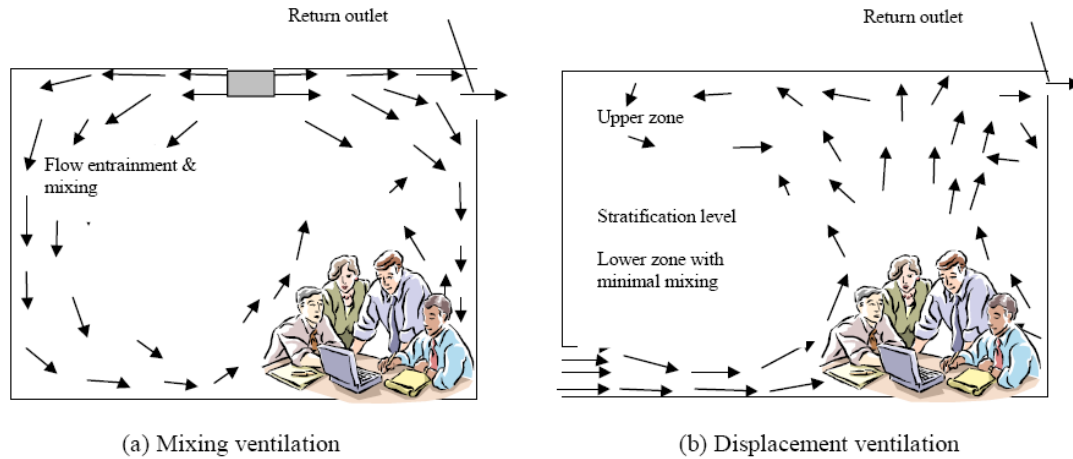 Return outlet
Flow entrainment &
mixing
(a) Mixing ventilation
Return outlet
Upper zone
Stratification level
Lower zone with
minimal mixing
(b) Displacement ventilation